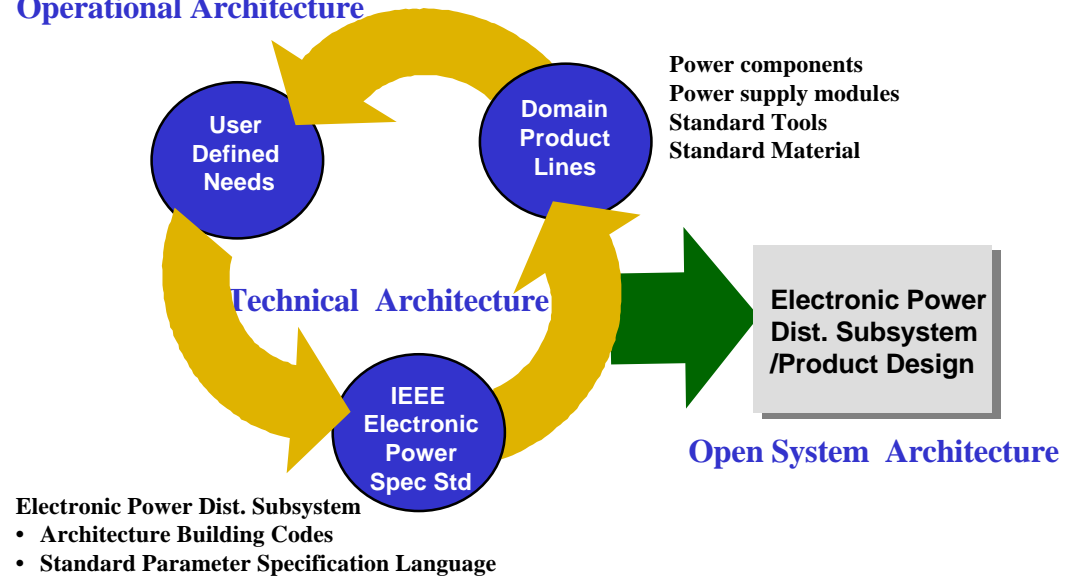 Operational Architecture
User
Defined
Needs
Domain
Product
Lines
Power components
Power supply modules
Standard Tools
Standard Material
Technical Architecture
Electronic Power
Dist. Subsystem
/Product Design
IEEE
Electronic
Power
Spec Std
Open System Architecture
Electronic Power Dist. Subsystem
• Architecture Building Codes
• Standard Parameter Specification Language